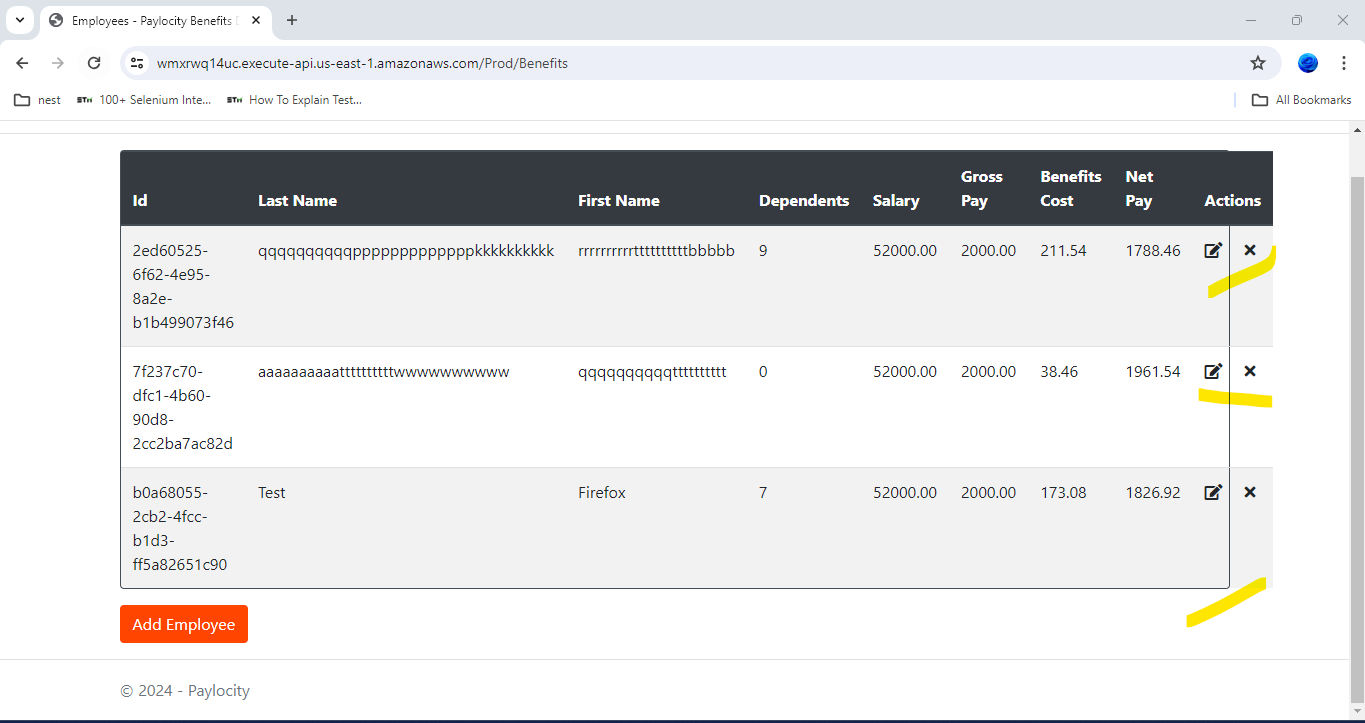 Employees - Paylocity Benefits D
wmxrwq14uc.execute-api.us-east-1.amazonaws.com/Prod/Benefits
nest STH 100+ Selenium Inte... STH How To Explain Test... All Bookmarks
Id Last Name First Name Dependents Salary Gross Pay Benefits Cost Net Pay Actions
2ed60525- qqqqqqqqqqpppppppppppppkkkkkkkkkk rrrrrrrrrrttttttttttbbbbb 9 52000.00 2000.00 211.54 1788.46
6f62-4e95-
8a2e-
b1b499073f46
7f237c70- aaaaaaaaaattttttttttwwwwwwwwww qqqqqqqqqqtttttttttt 0 52000.00 2000.00 38.46 1961.54
dfc1-4b60-
90d8-
2cc2ba7ac82d
b0a68055- Test Firefox 7 52000.00 2000.00 173.08 1826.92
2cb2-4fcc-
b1d3-
ff5a82651c90
Add Employee
© 2024 - Paylocity